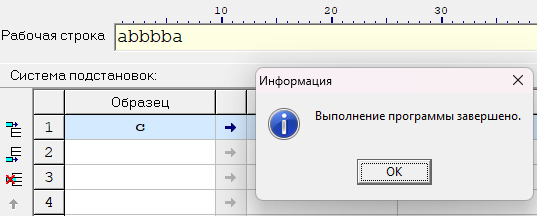 10 20 30
Рабочая строка abbbba
Система подстановок:
Информация
Выполнение программы завершено.
OK
Образец
1 c
2
3
4